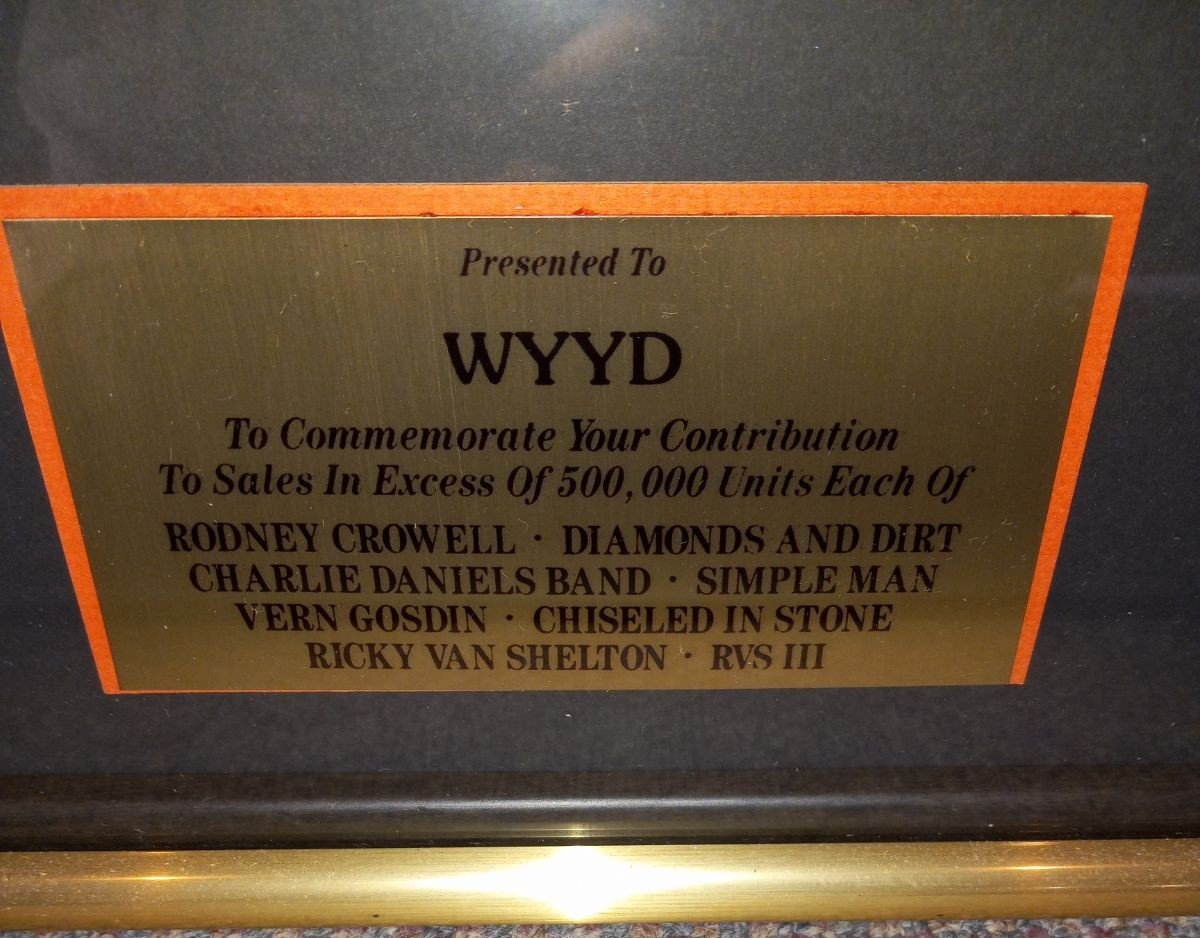 Presented To
WYYD
To Commemorate Your Contribution
To Sales In Excess Of 500,000 Units Each Of
RODNEY CROWELL · DIAMONDS AND DIRT
CHARLIE DANIELS BAND · SIMPLE MAN
VERN GOSDIN · CHISELED IN STONE
RICKY VAN SHELTON · RVS III